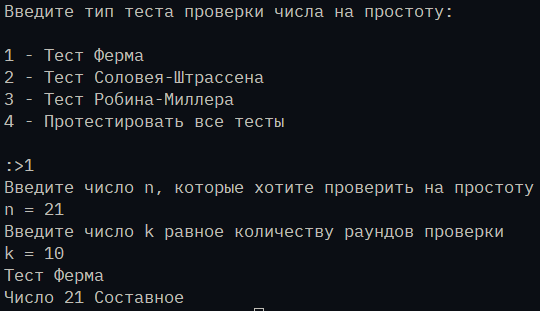 Введите тип теста проверки числа на простоту:
1 - Тест Ферма
2 - Тест Соловея-Штрассена
3 - Тест Робина-Миллера
4 - Протестировать все тесты
:>1
Введите число n, которые хотите проверить на простоту
n = 21
Введите число k равное количеству раундов проверки
k = 10
Тест Ферма
Число 21 Составное